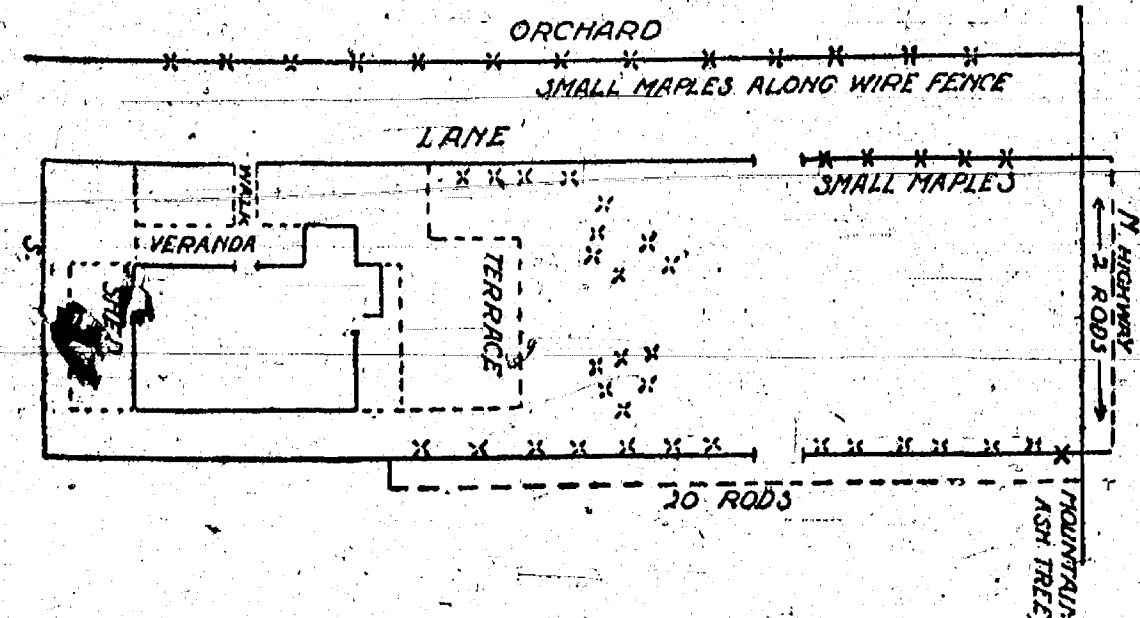 ORCHARD
SMALL MAPLES ALONG WIRE FENCE
LANE
SMALL MAPLES
WALK
VERANDA
S.
SHED
TERRACE
N HIGHWAY
2 RODS
20 RODS
MOUNTAIN
ASH TREE